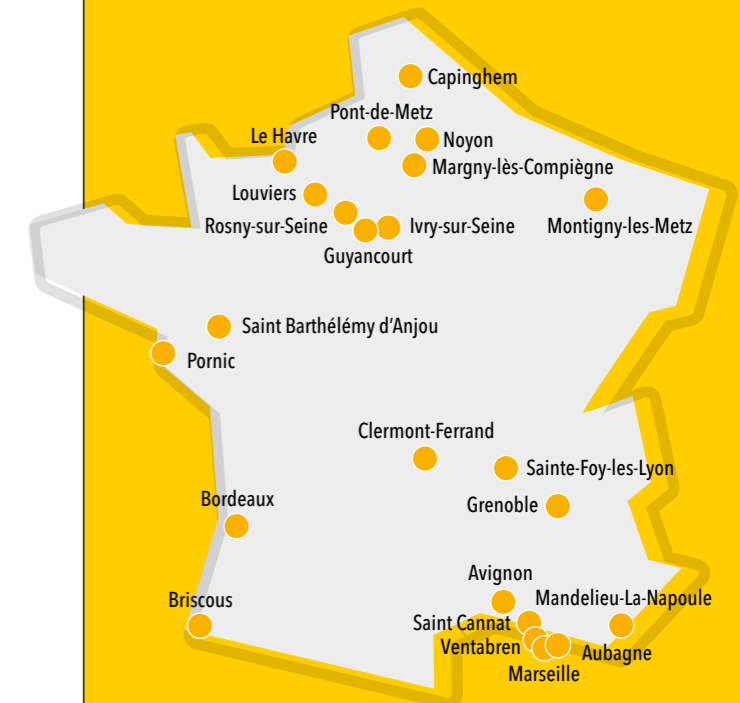 Capinghem
Pont-de-Metz
Le Havre
Noyon
Margny-lès-Compiègne
Louviers
Rosny-sur-Seine
Ivry-sur-Seine
Montigny-les-Metz
Guyancourt
Saint Barthélémy d'Anjou
Pornic
Clermont-Ferrand
Sainte-Foy-les-Lyon
Bordeaux
Grenoble
Avignon
Briscous
Mandelieu-La-Napoule
Saint Cannat
Ventabren
Aubagne
Marseille